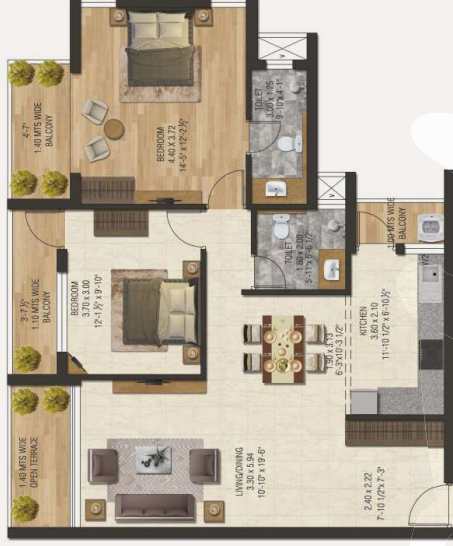 4'-7"
1.40 MTS WIDE
BALCONY
BEDROOM
4.40 X 3.72
14'-5" x 12'-2 ½"
TOILET
3.00 x 1.25
9'-10"x 4'-1"
V
V
3'-7 ½"
1.10 MTS WIDE
BALCONY
BEDROOM
3.70 x 3.00
12'-1 ½" x 9'-10"
TOILET
1.80 x 2.00
5'-11"x 6'-6 1/2"
1.00 MTS WIDE
BALCONY
KITCHEN
3.60 x 2.10
11'-10 1/2" x 6'-10 ½"
1.90 x 3.13
6'-3"x10'-3 1/2"
1.40 MTS WIDE
OPEN TERRACE
LIVING/DINING
3.30 x 5.94
10'-10" x 19'-6"
2.40 x 2.22
7'-10 1/2"x 7'-3"